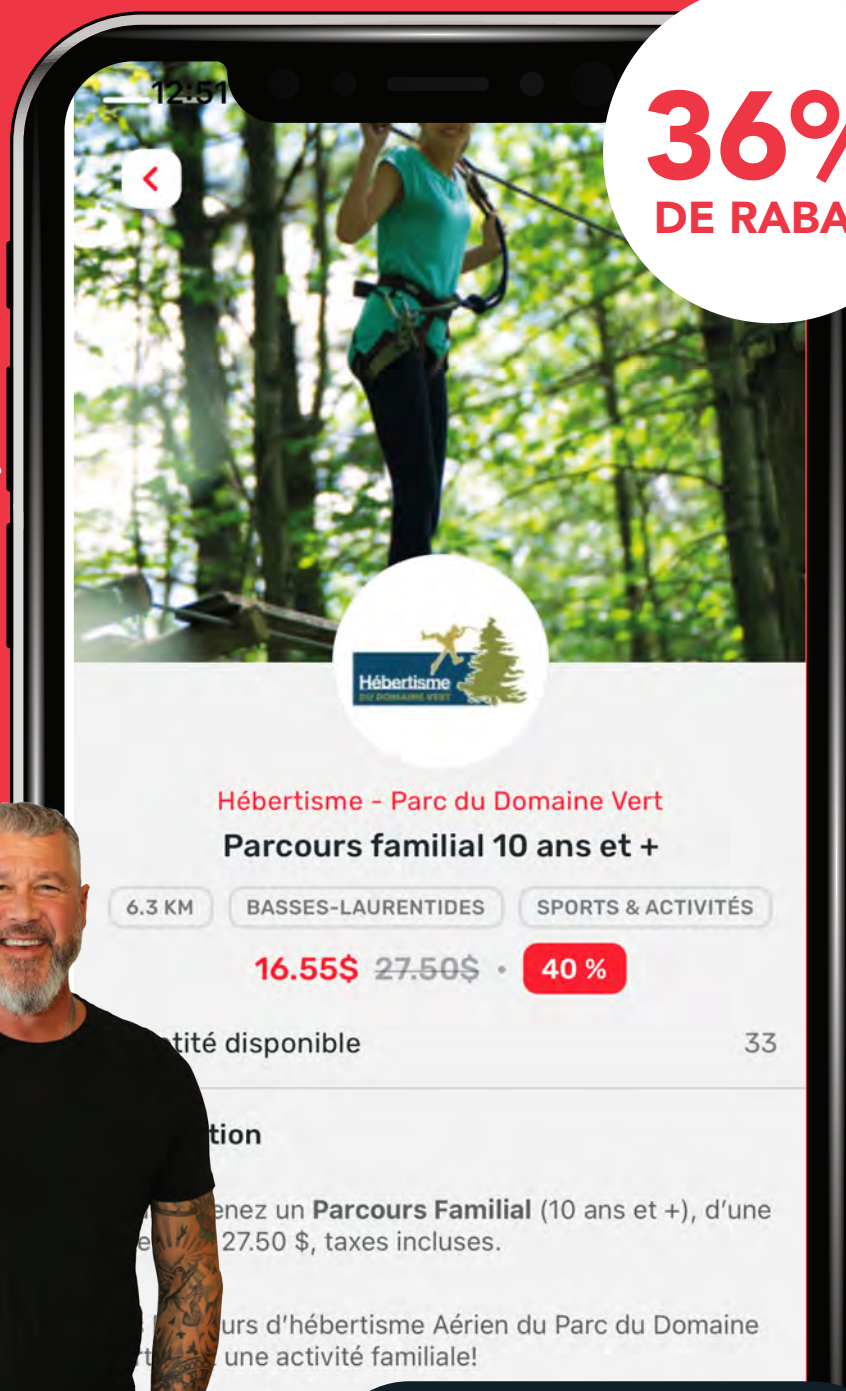 12:51
36%
DE RABA
Hébertisme
DU DOMAINE VERT
Hébertisme - Parc du Domaine Vert
Parcours familial 10 ans et +
6.3 KM BASSES-LAURENTIDES SPORTS & ACTIVITÉS
16.55$ 27.50$ • 40 %
tité disponible 33
tion
enez un Parcours Familial (10 ans et +), d'une
27.50 $, taxes incluses.
urs d'hébertisme Aérien du Parc du Domaine
une activité familiale!